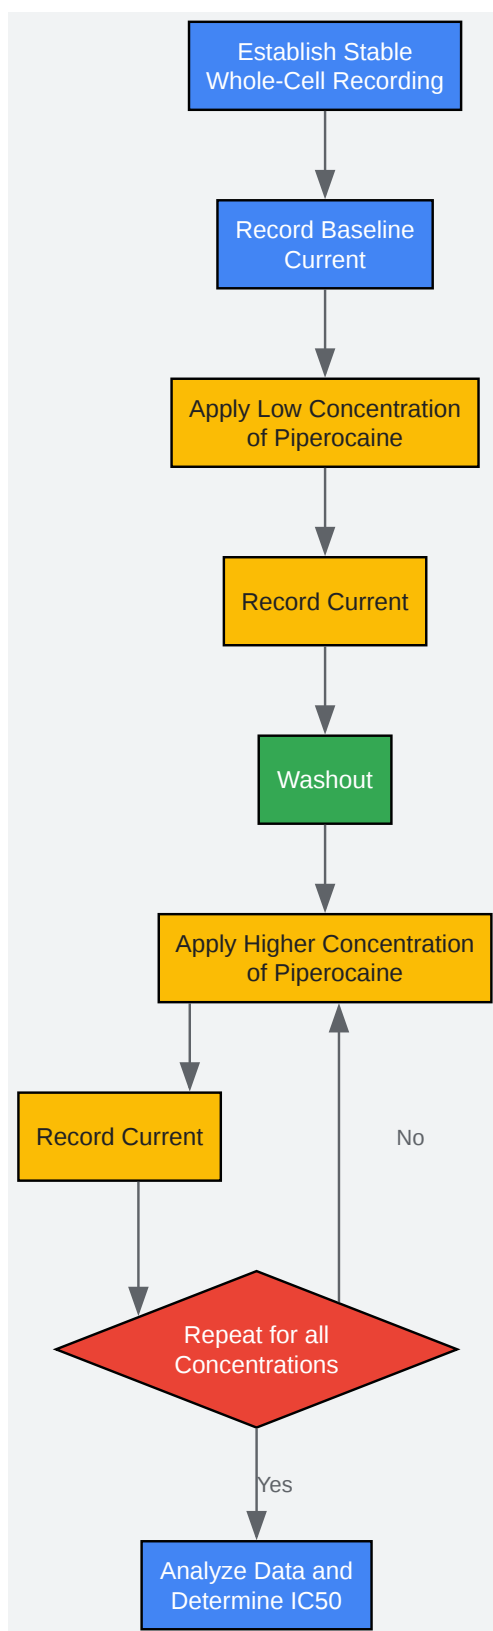 Establish Stable
Whole-Cell Recording
Record Baseline
Current
Apply Low Concentration
of Piperocaine
Record Current
Washout
Apply Higher Concentration
of Piperocaine
Record Current
No
Repeat for all
Concentrations
Yes
Analyze Data and
Determine IC50